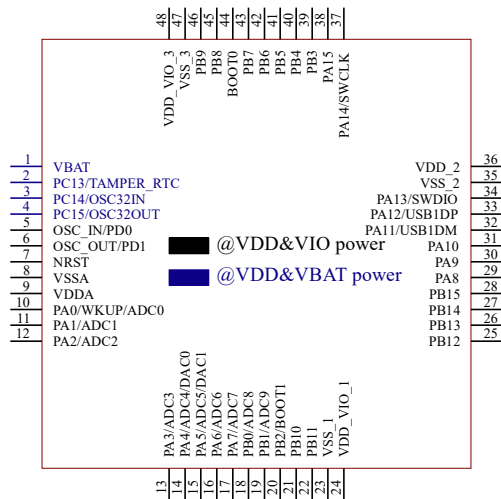 48 VDD_VIO_3
47 VSS_3
46 PB9
45 PB8
44 BOOT0
43 PB7
42 PB6
41 PB5
40 PB4
39 PB3
38 PA15
37 PA14/SWCLK
1 VBAT
2 PC13/TAMPER_RTC
3 PC14/OSC32IN
4 PC15/OSC32OUT
5 OSC_IN/PD0
6 OSC_OUT/PD1
7 NRST
8 VSSA
9 VDDA
10 PA0/WKUP/ADC0
11 PA1/ADC1
12 PA2/ADC2
@VDD&VIO power
@VDD&VBAT power
VDD_2 36
VSS_2 35
PA13/SWDIO 34
PA12/USB1DP 33
PA11/USB1DM 32
PA10 31
PA9 30
PA8 29
PB15 28
PB14 27
PB13 26
PB12 25
PA3/ADC3 13
PA4/ADC4/DAC0 14
PA5/ADC5/DAC1 15
PA6/ADC6 16
PA7/ADC7 17
PB0/ADC8 18
PB1/ADC9 19
PB2/BOOT1 20
PB10 21
PB11 22
VSS_1 23
VDD_VIO_1 24